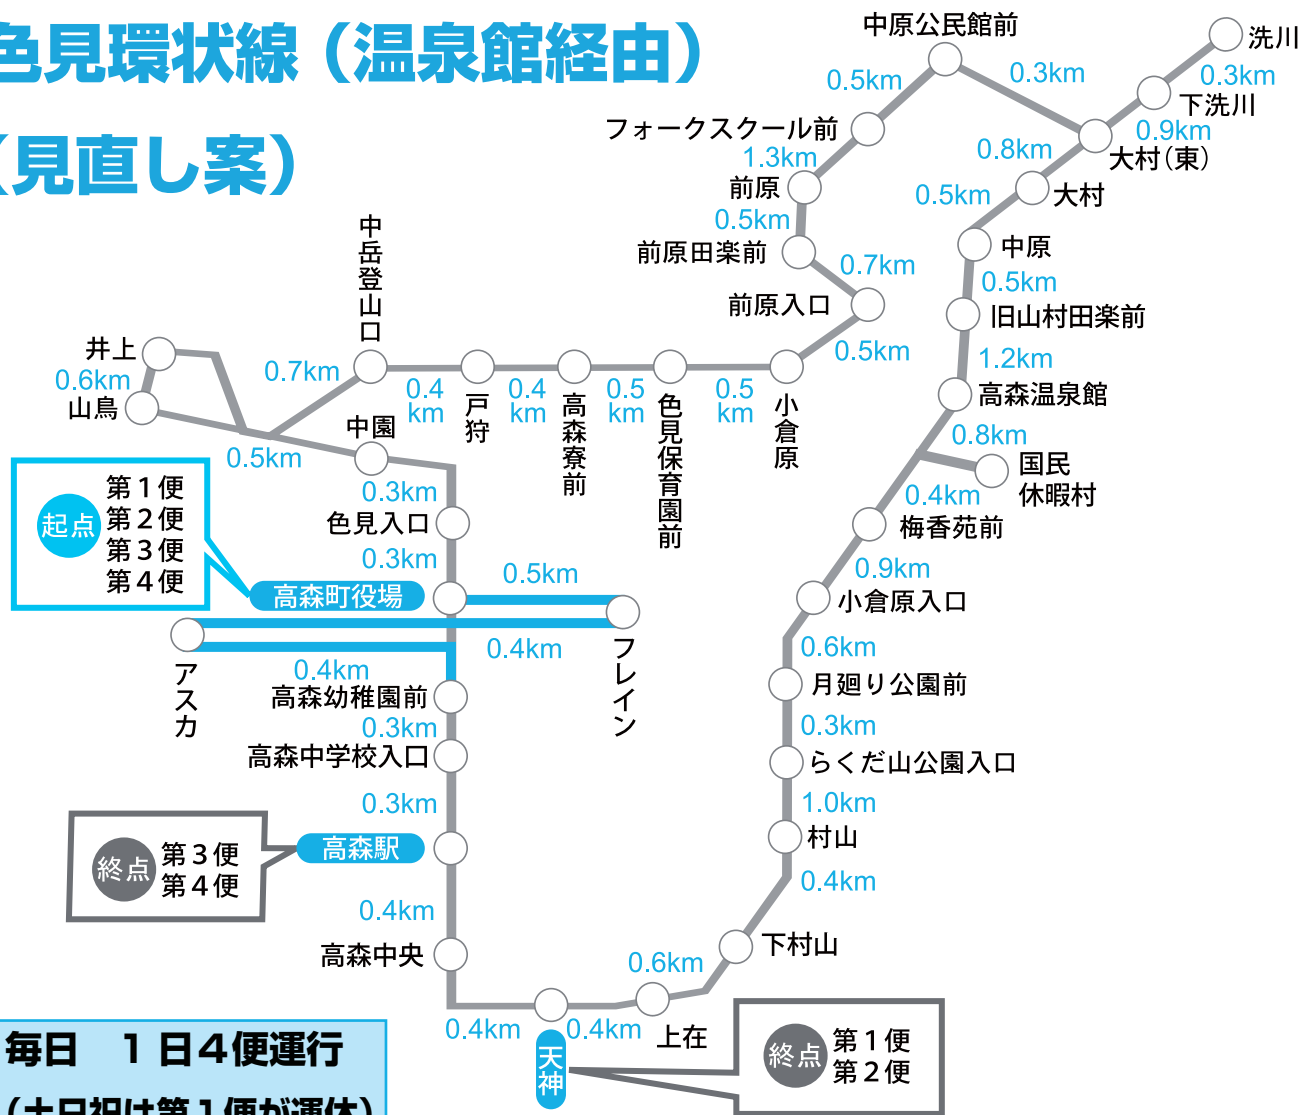 色見環状線（温泉館経由）
（見直し案）
中原公民館前
洗川
0.3km
0.5km
0.3km
下洗川
フォークスクール前
0.9km
大村（東）
1.3km
0.8km
前原
0.5km
大村
0.5km
中岳登山口
前原田楽前
中原
0.7km
0.5km
前原入口
旧山村田楽前
井上
0.5km
1.2km
0.6km
0.7km
山鳥
0.4km
戸狩
0.4km
高森寮前
0.5km
色見保育園前
0.5km
小倉原
高森温泉館
中園
0.8km
0.5km
国民休暇村
0.4km
起点
第１便
第２便
第３便
第４便
0.3km
色見入口
梅香苑前
0.3km
0.9km
0.5km
高森町役場
小倉原入口
0.4km
フレイン
0.6km
アスカ
0.4km
月廻り公園前
高森幼稚園前
0.3km
0.3km
高森中学校入口
らくだ山公園入口
0.3km
1.0km
村山
終点
第３便
第４便
高森駅
0.4km
0.4km
高森中央
下村山
0.6km
0.4km
0.4km
上在
天神
終点
第１便
第２便
毎日　１日４便運行
（土日祝は第１便が運休）